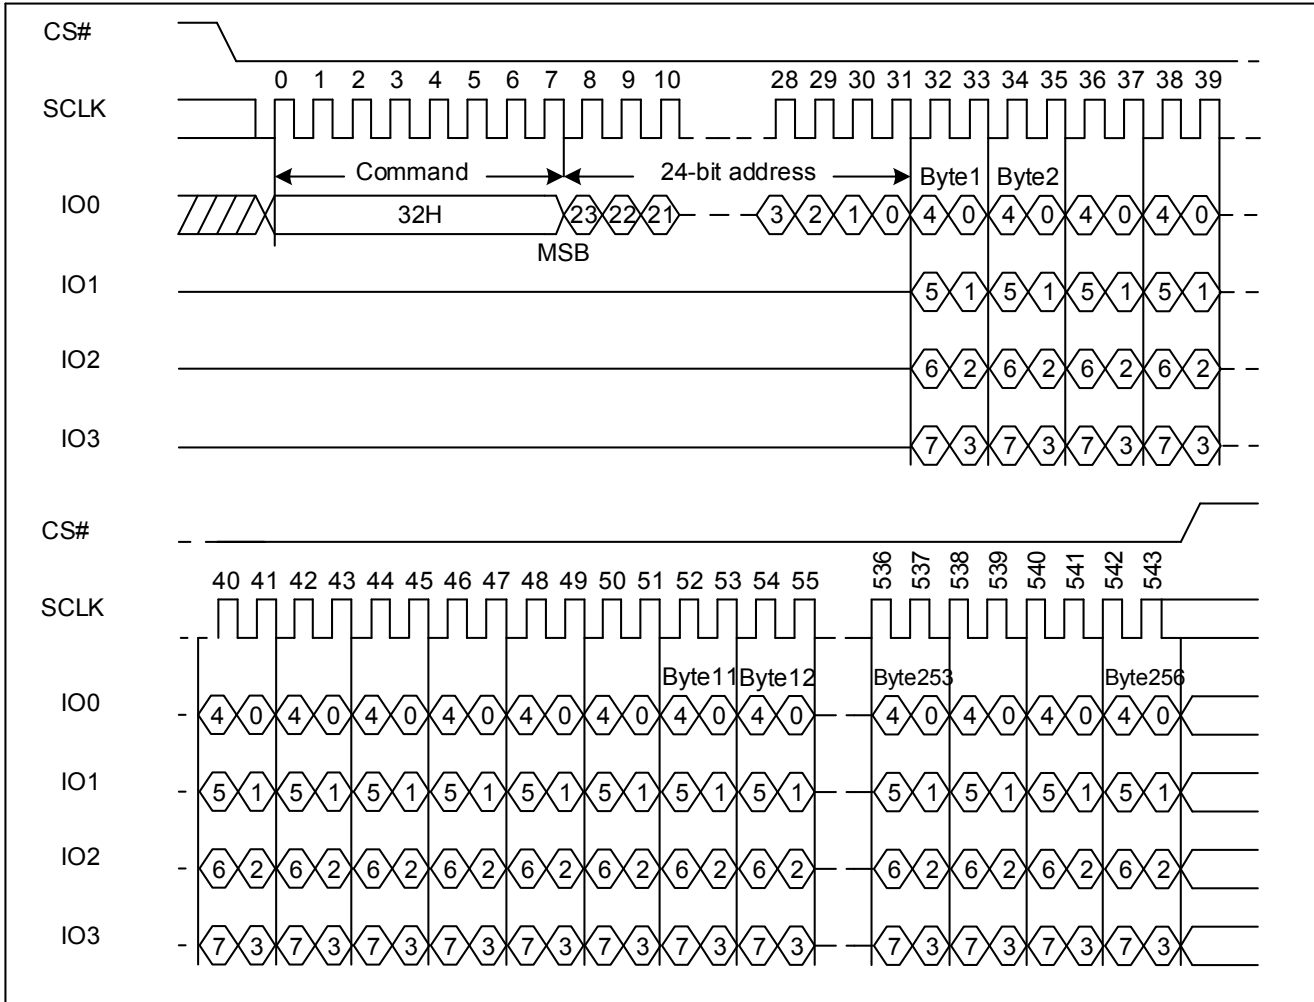 CS#
0 1 2 3 4 5 6 7 8 9 10 28 29 30 31 32 33 34 35 36 37 38 39
SCLK
Command 24-bit address Byte1 Byte2
IO0 32H 23 22 21 3 2 1 0 4 0 4 0 4 0 4 0
MSB
IO1 5 1 5 1 5 1 5 1
IO2 6 2 6 2 6 2 6 2
IO3 7 3 7 3 7 3 7 3
CS#
40 41 42 43 44 45 46 47 48 49 50 51 52 53 54 55 536 537 538 539 540 541 542 543
SCLK
Byte11 Byte12 Byte253 Byte256
IO0 4 0 4 0 4 0 4 0 4 0 4 0 4 0 4 0 4 0 4 0 4 0 4 0
IO1 5 1 5 1 5 1 5 1 5 1 5 1 5 1 5 1 5 1 5 1 5 1 5 1
IO2 6 2 6 2 6 2 6 2 6 2 6 2 6 2 6 2 6 2 6 2 6 2 6 2
IO3 7 3 7 3 7 3 7 3 7 3 7 3 7 3 7 3 7 3 7 3 7 3 7 3